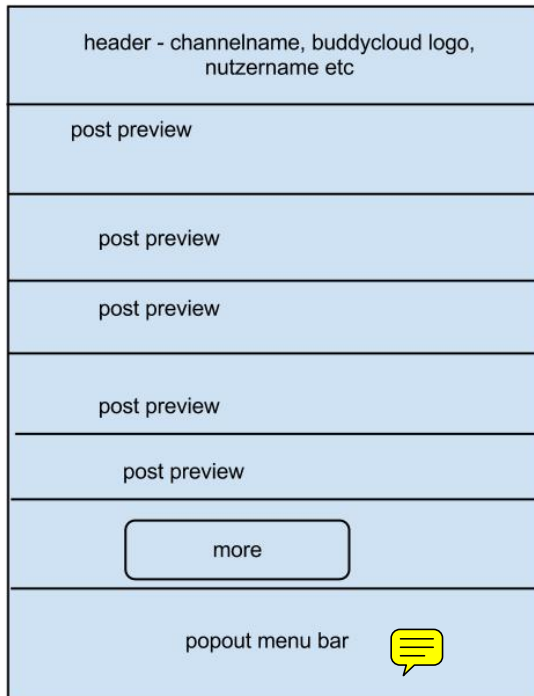 header - channelname, buddycloud logo,
nutzername etc
post preview
post preview
post preview
post preview
post preview
more
popout menu bar